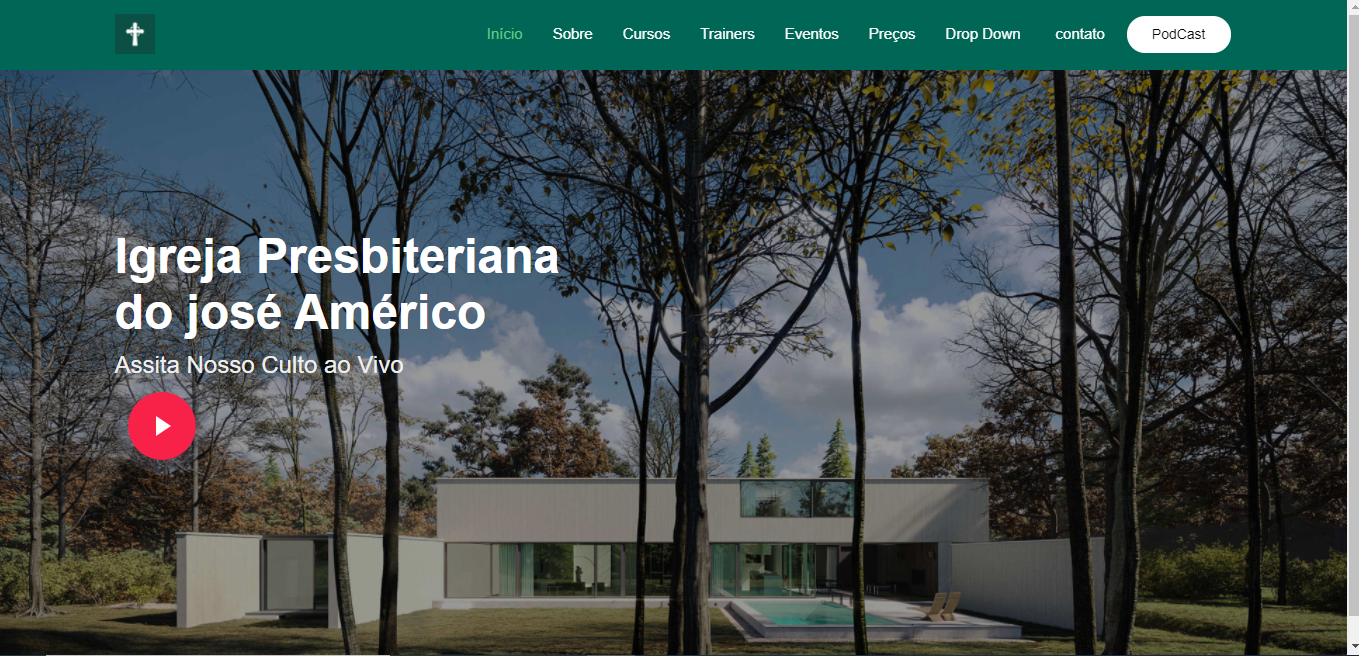 Início Sobre Cursos Trainers Eventos Preços Drop Down contato PodCast
Igreja Presbiteriana
do josé Américo
Assita Nosso Culto ao Vivo